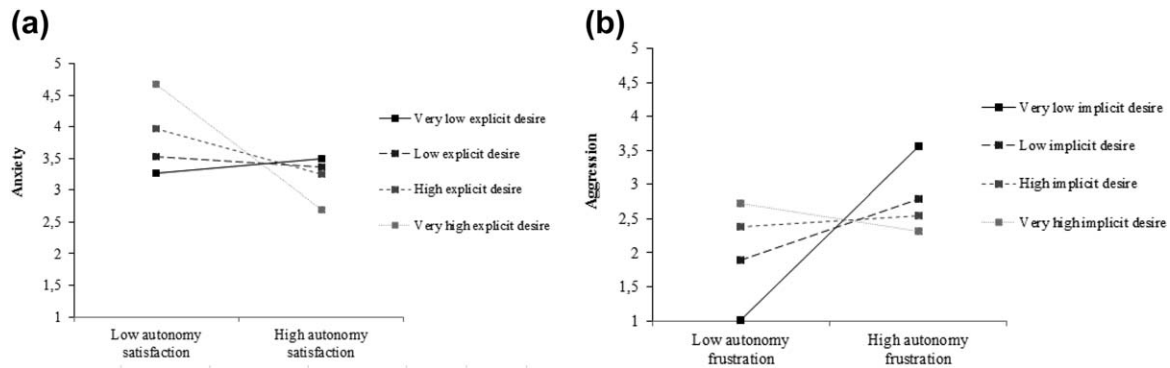 (a)
5
4,5
4
3,5
3
2,5
2
1,5
1
Anxiety
Low autonomy
satisfaction
High autonomy
satisfaction
Very low explicit desire
Low explicit desire
High explicit desire
Very high explicit desire
(b)
5
4,5
4
3,5
3
2,5
2
1,5
1
Aggression
Low autonomy
frustration
High autonomy
frustration
Very low implicit desire
Low implicit desire
High implicit desire
Very high implicit desire